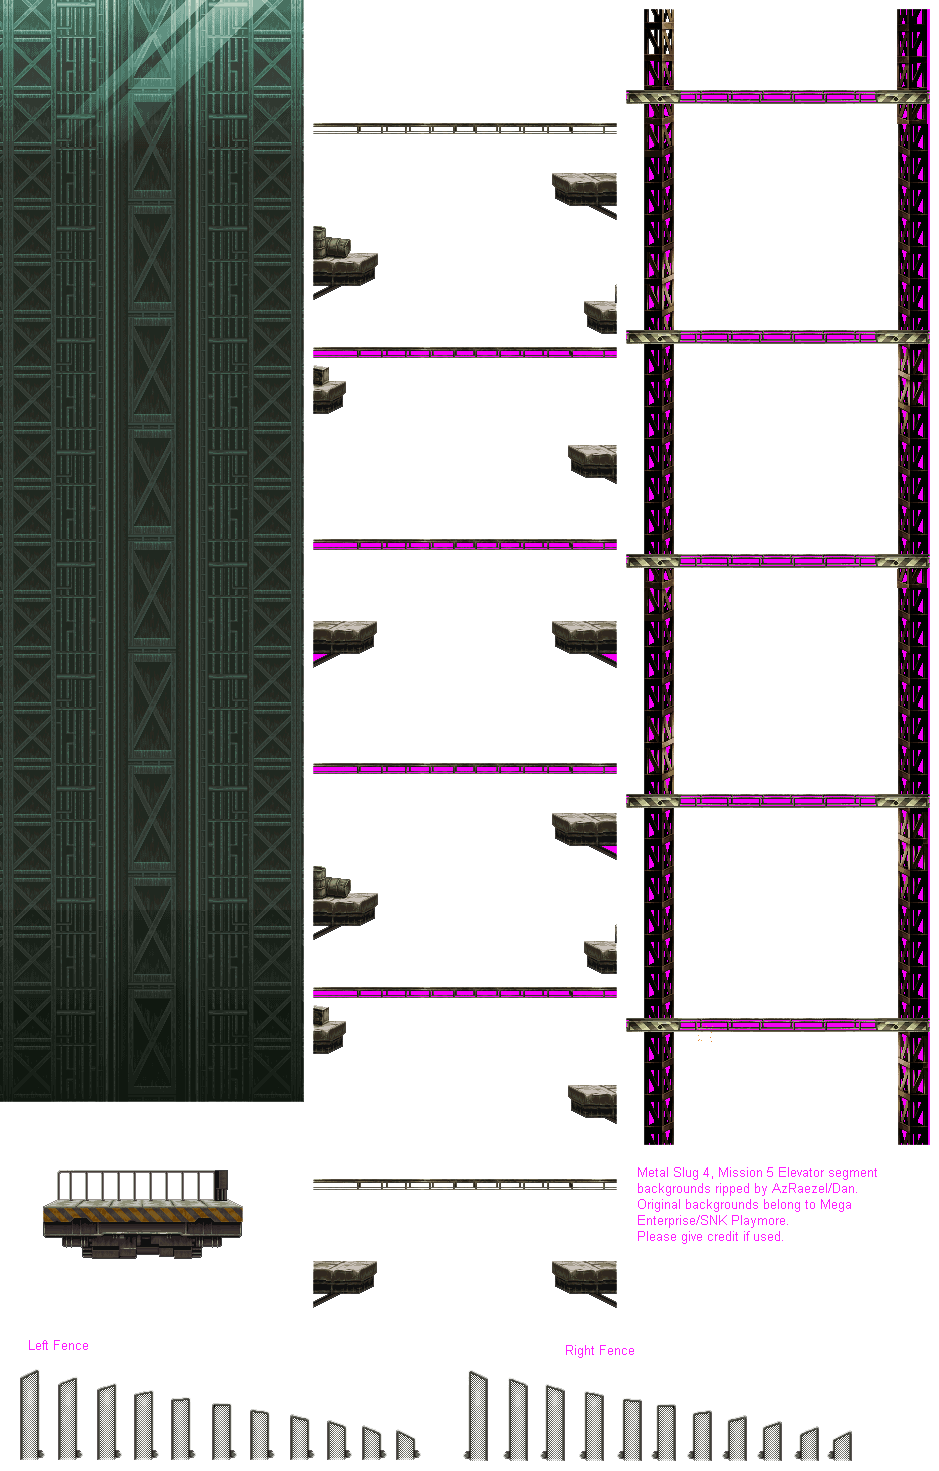 Metal Slug 4, Mission 5 Elevator segment
backgrounds ripped by AzRaezel/Dan.
Original backgrounds belong to Mega
Enterprise/SNK Playmore.
Please give credit if used.
Left Fence
Right Fence